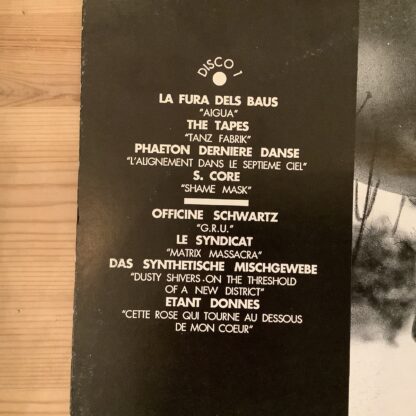 DISCO 1
LA FURA DELS BAUS
"AIGUA"
THE TAPES
"TANZ FABRIK"
PHAETON DERNIERE DANSE
"L'ALIGNEMENT DANS LE SEPTIEME CIEL"
S. CORE
"SHAME MASK"
OFFICINE SCHWARTZ
"G.R.U."
LE SYNDICAT
"MATRIX MASSACRA"
DAS SYNTHETISCHE MISCHGEWEBE
"DUSTY SHIVERS.ON THE THRESHOLD
OF A NEW DISTRICT"
ETANT DONNES
"CETTE ROSE QUI TOURNE AU DESSOUS
DE MON COEUR"